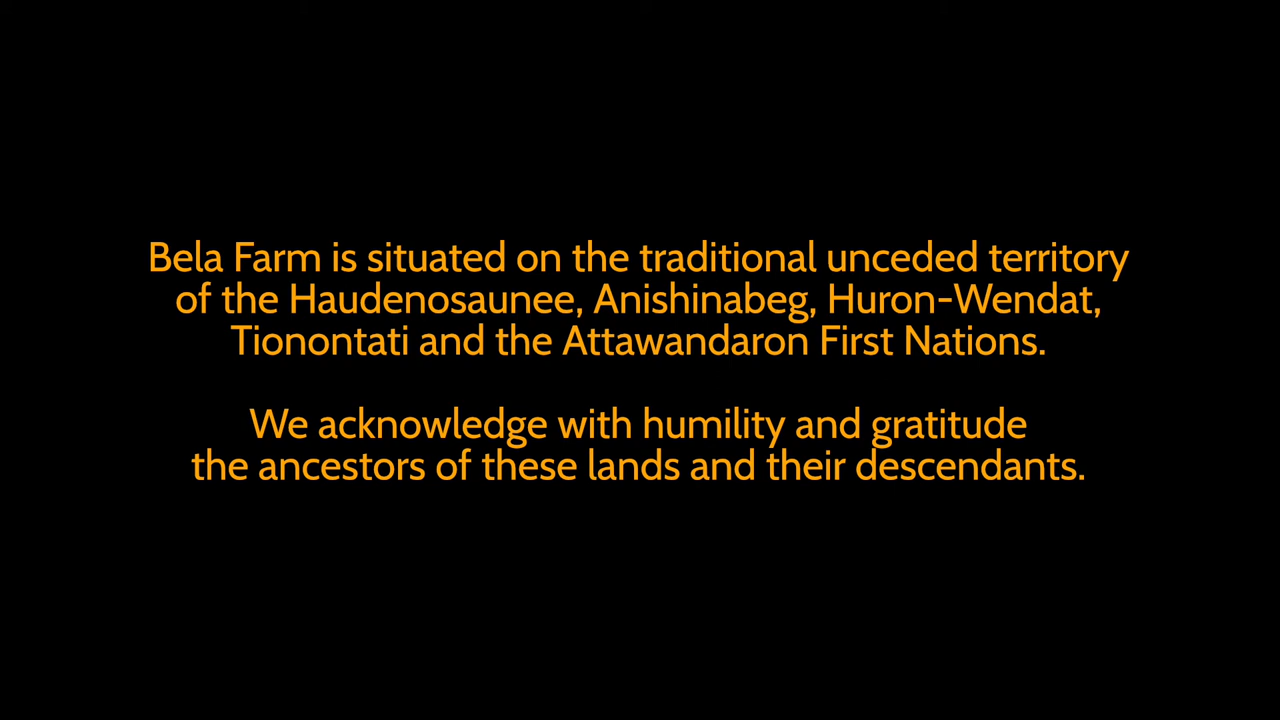 Bela Farm is situated on the traditional unceded territory
of the Haudenosaunee, Anishinabeg, Huron-Wendat,
Tionontati and the Attawandaron First Nations.
We acknowledge with humility and gratitude
the ancestors of these lands and their descendants.